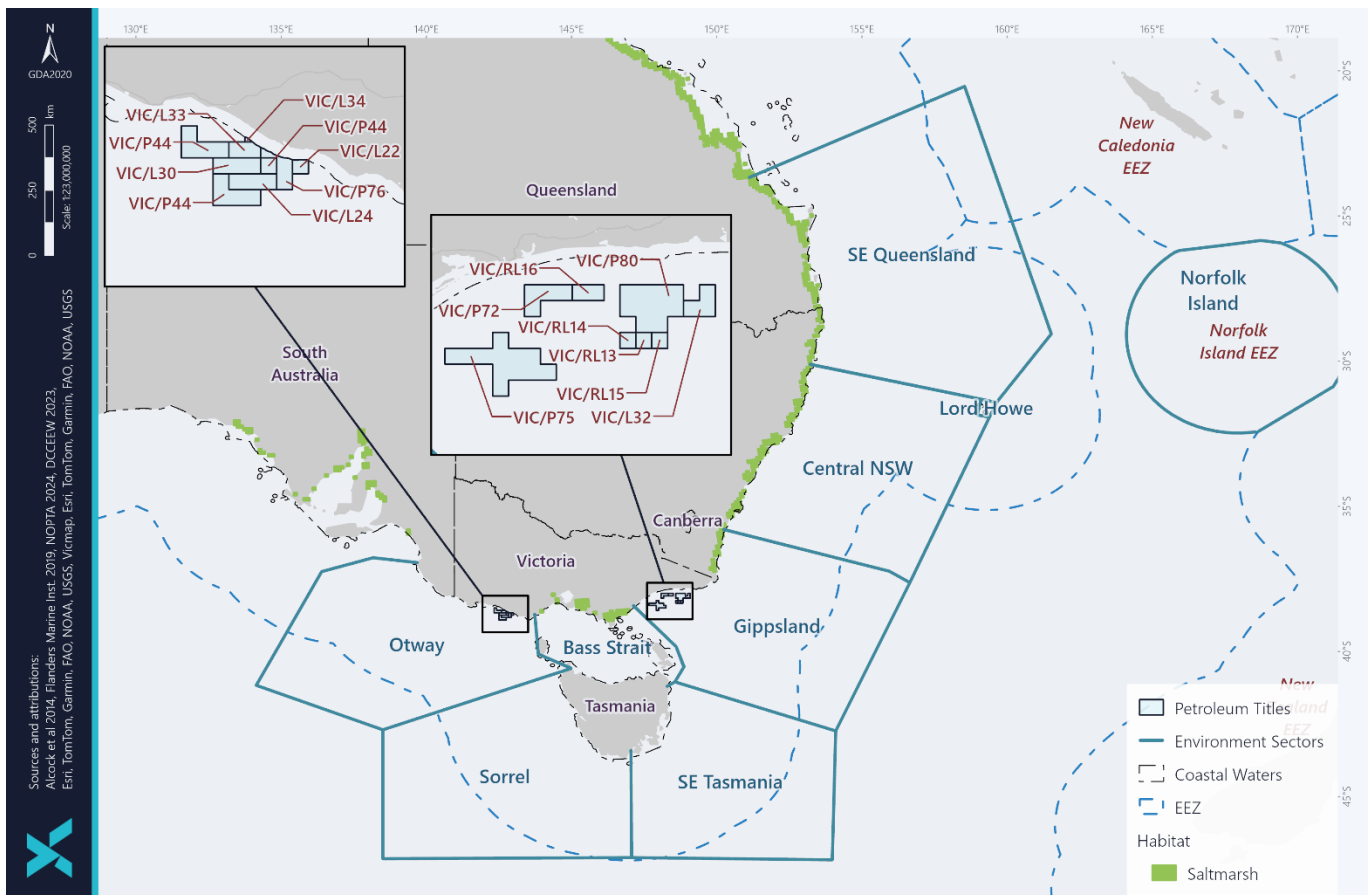 N
GDA2020
500
km
250
0
Scale: 1:23,000,000
Sources and attributions:
Alcock et al 2014, Flanders Marine Inst. 2019, NOPTA 2024, DCCEEW 2023,
Esri, TomTom, Garmin, FAO, NOAA, USGS, Vicmap, Esri, TomTom, Garmin, FAO, NOAA, USGS
130°E
135°E
140°E
145°E
150°E
155°E
160°E
165°E
170°E
20°S
25°S
30°S
35°S
40°S
45°S
VIC/L34
VIC/L33
VIC/P44
VIC/P44
VIC/L22
VIC/L30
VIC/P76
VIC/P44
VIC/L24
VIC/P80
VIC/RL16
VIC/P72
VIC/RL14
VIC/RL13
VIC/RL15
VIC/P75
VIC/L32
Queensland
South
Australia
Canberra
Victoria
Tasmania
New
Caledonia
EEZ
SE Queensland
Norfolk
Island
Norfolk
Island EEZ
Lord Howe
Central NSW
Gippsland
Otway
Bass Strait
Sorrel
SE Tasmania
New
land
EEZ
Petroleum Titles
Environment Sectors
Coastal Waters
EEZ
Habitat
Saltmarsh